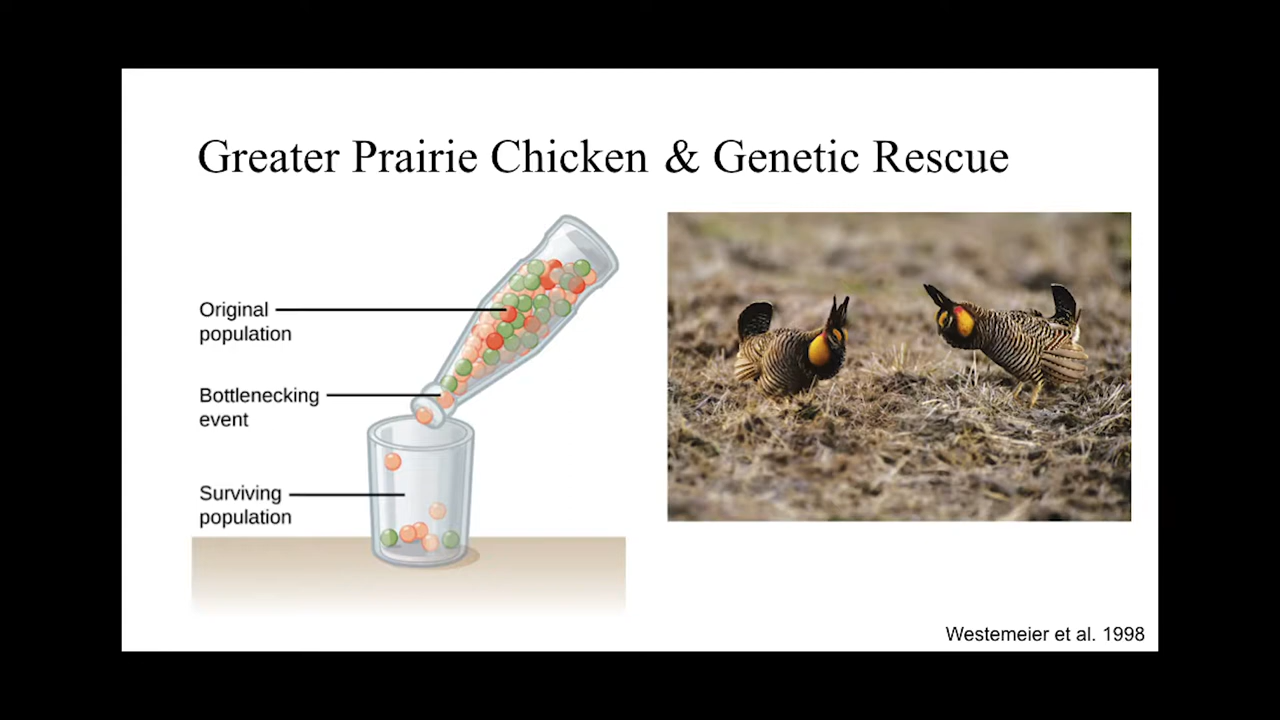 Greater Prairie Chicken & Genetic Rescue
Original
population
Bottlenecking
event
Surviving
population
Westemeier et al. 1998